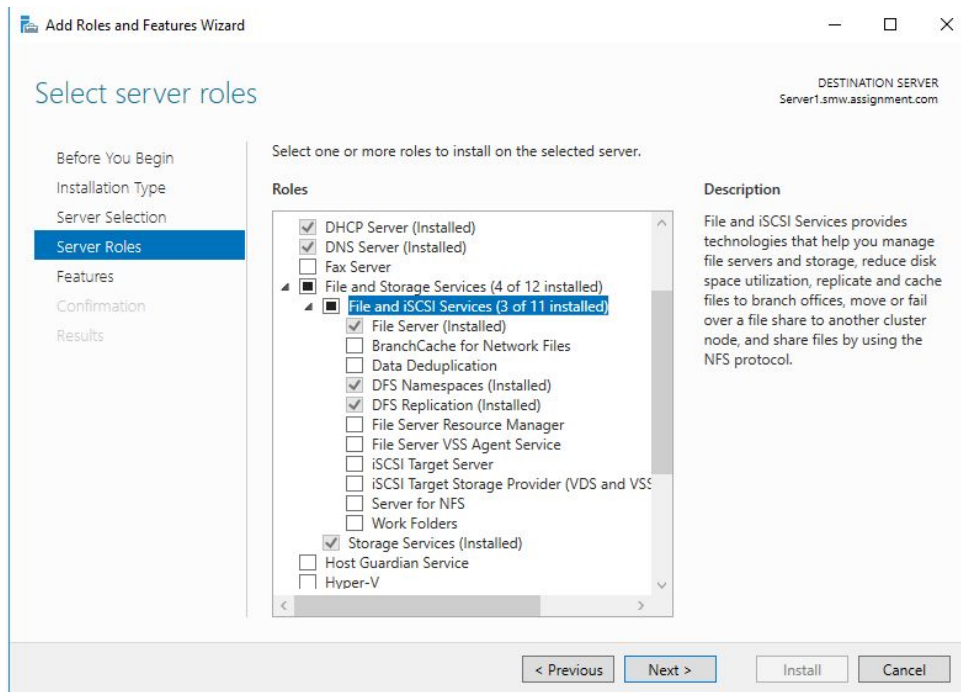 Add Roles and Features Wizard
Select server roles
DESTINATION SERVER
Server1.smw.assignment.com
Before You Begin
Installation Type
Server Selection
Server Roles
Features
Confirmation
Results
Select one or more roles to install on the selected server.
Roles
DHCP Server (Installed)
DNS Server (Installed)
Fax Server
File and Storage Services (4 of 12 installed)
File and iSCSI Services (3 of 11 installed)
File Server (Installed)
BranchCache for Network Files
Data Deduplication
DFS Namespaces (Installed)
DFS Replication (Installed)
File Server Resource Manager
File Server VSS Agent Service
iSCSI Target Server
iSCSI Target Storage Provider (VDS and VSS
Server for NFS
Work Folders
Storage Services (Installed)
Host Guardian Service
Hyper-V
Description
File and iSCSI Services provides
technologies that help you manage
file servers and storage, reduce disk
space utilization, replicate and cache
files to branch offices, move or fail
over a file share to another cluster
node, and share files by using the
NFS protocol.
< Previous
Next >
Install
Cancel